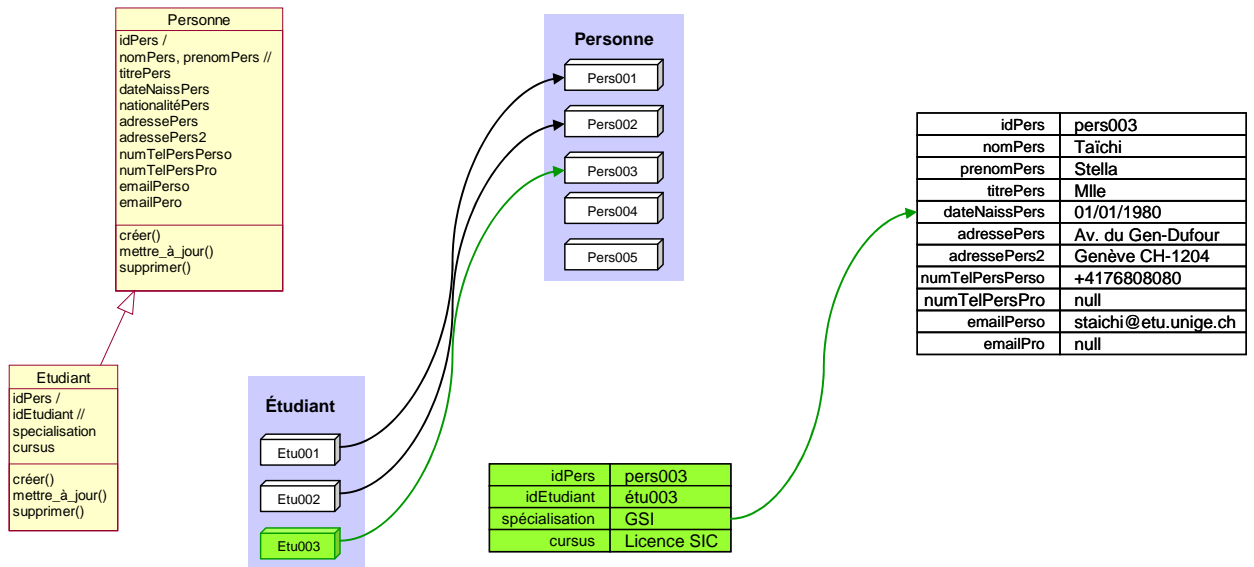 Personne
idPers /
nomPers, prenomPers //
titrePers
dateNaissPers
nationalitéPers
adressePers
adressePers2
numTelPersPerso
numTelPersPro
emailPerso
emailPero
créer()
mettre_à_jour()
supprimer()
Etudiant
idPers /
idEtudiant //
specialisation
cursus
créer()
mettre_à_jour()
supprimer()
Personne
Pers001
Pers002
Pers003
Pers004
Pers005
Étudiant
Etu001
Etu002
Etu003
idPers pers003
idEtudiant étu003
spécialisation GSI
cursus Licence SIC
idPers pers003
nomPers Taïchi
prenomPers Stella
titrePers Mlle
dateNaissPers 01/01/1980
adressePers Av. du Gen-Dufour
adressePers2 Genève CH-1204
numTelPersPerso +4176808080
numTelPersPro null
emailPerso staichi@etu.unige.ch
emailPro null